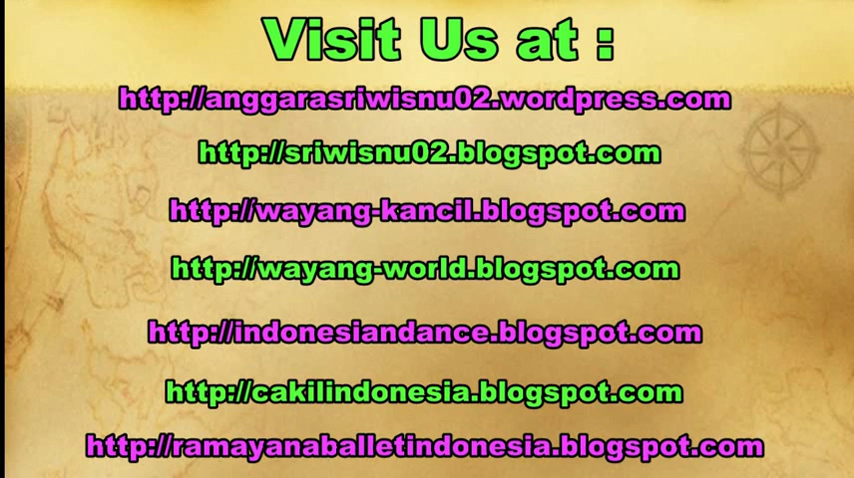 Visit Us at :
http://anggarasriwisnu02.wordpress.com
http://sriwisnu02.blogspot.com
http://wayang-kancil.blogspot.com
http://wayang-world.blogspot.com
http://indonesiandance.blogspot.com
http://cakilindonesia.blogspot.com
http://ramayanaballetindonesia.blogspot.com